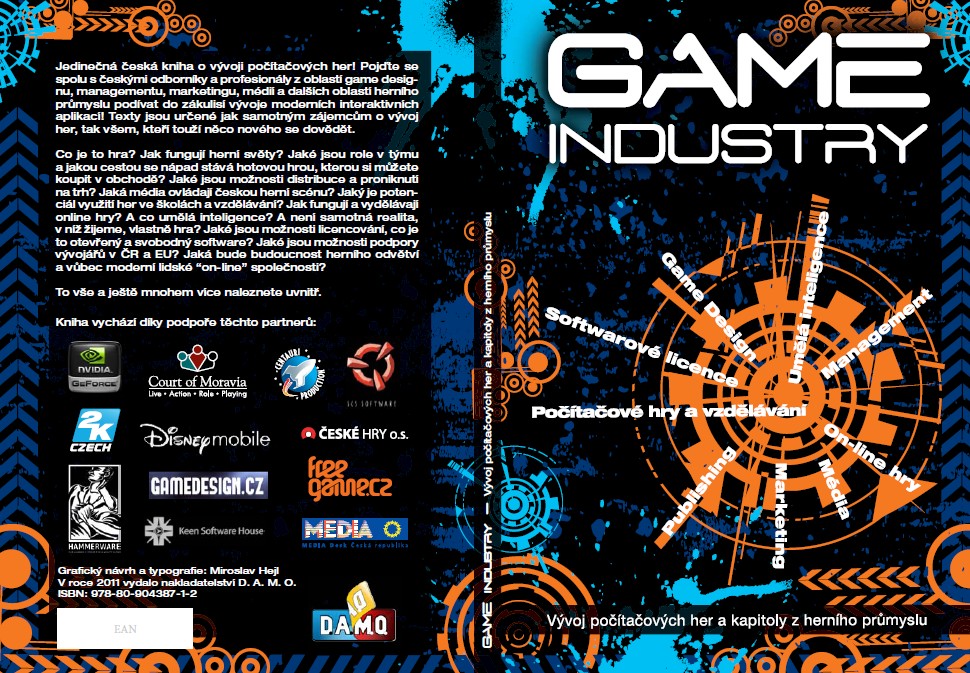 Jedinečná česká kniha o vývoji počítačových her! Pojďte se
spolu s českými odborníky a profesionály z oblastí game desig-
nu, managementu, marketingu, médií a dalších oblastí herního
průmyslu podívat do zákulisí vývoje moderních interaktivních
aplikací! Texty jsou určené jak samotným zájemcům o vývoj
her, tak všem, kteří touží něco nového se dovědět.
Co je to hra? Jak fungují herní světy? Jaké jsou role v týmu
a jakou cestou se nápad stává hotovou hrou, kterou si můžete
koupit v obchodě? Jaké jsou možnosti distribuce a proniknutí
na trh? Jaká média ovládají českou herní scénu? Jaký je poten-
ciál využití her ve školách a vzdělávání? Jak fungují a vydělávají
online hry? A co umělá inteligence? A není samotná realita,
v níž žijeme, vlastně hra? Jaké jsou možnosti licencování, co je
to otevřený a svobodný software? Jaké jsou možnosti podpory
vývojářů v ČR a EU? Jaká bude budoucnost herního odvětví
a vůbec moderní lidské “on-line” společnosti?
To vše a ještě mnohem více naleznete uvnitř.
Kniha vychází díky podpoře těchto partnerů:
NVIDIA.
GEFORCE
Court of Moravia
Live • Action • Role • Playing
CENTAURI
PRODUCTION
SCS SOFTWARE
2K
CZECH
Disney mobile
ČESKÉ HRY o.s.
HAMMERWARE
GAMEDESIGN.CZ
free
game.cz
Keen Software House
MEDIA
MEDIA Desk Česká republika
Grafický návrh a typografie: Miroslav Hejl
V roce 2011 vydalo nakladatelství D. A. M. O.
ISBN: 978-80-904387-1-2
EAN
D.A.M.O.
GAME INDUSTRY – Vývoj počítačových her a kapitoly z herního průmyslu
GAME
INDUSTRY
Game Design
Umělá Inteligence
Management
Softwarové licence
Počítačové hry a vzdělávání
On-line hry
Publishing
Marketing
Média
Vývoj počítačových her a kapitoly z herního průmyslu